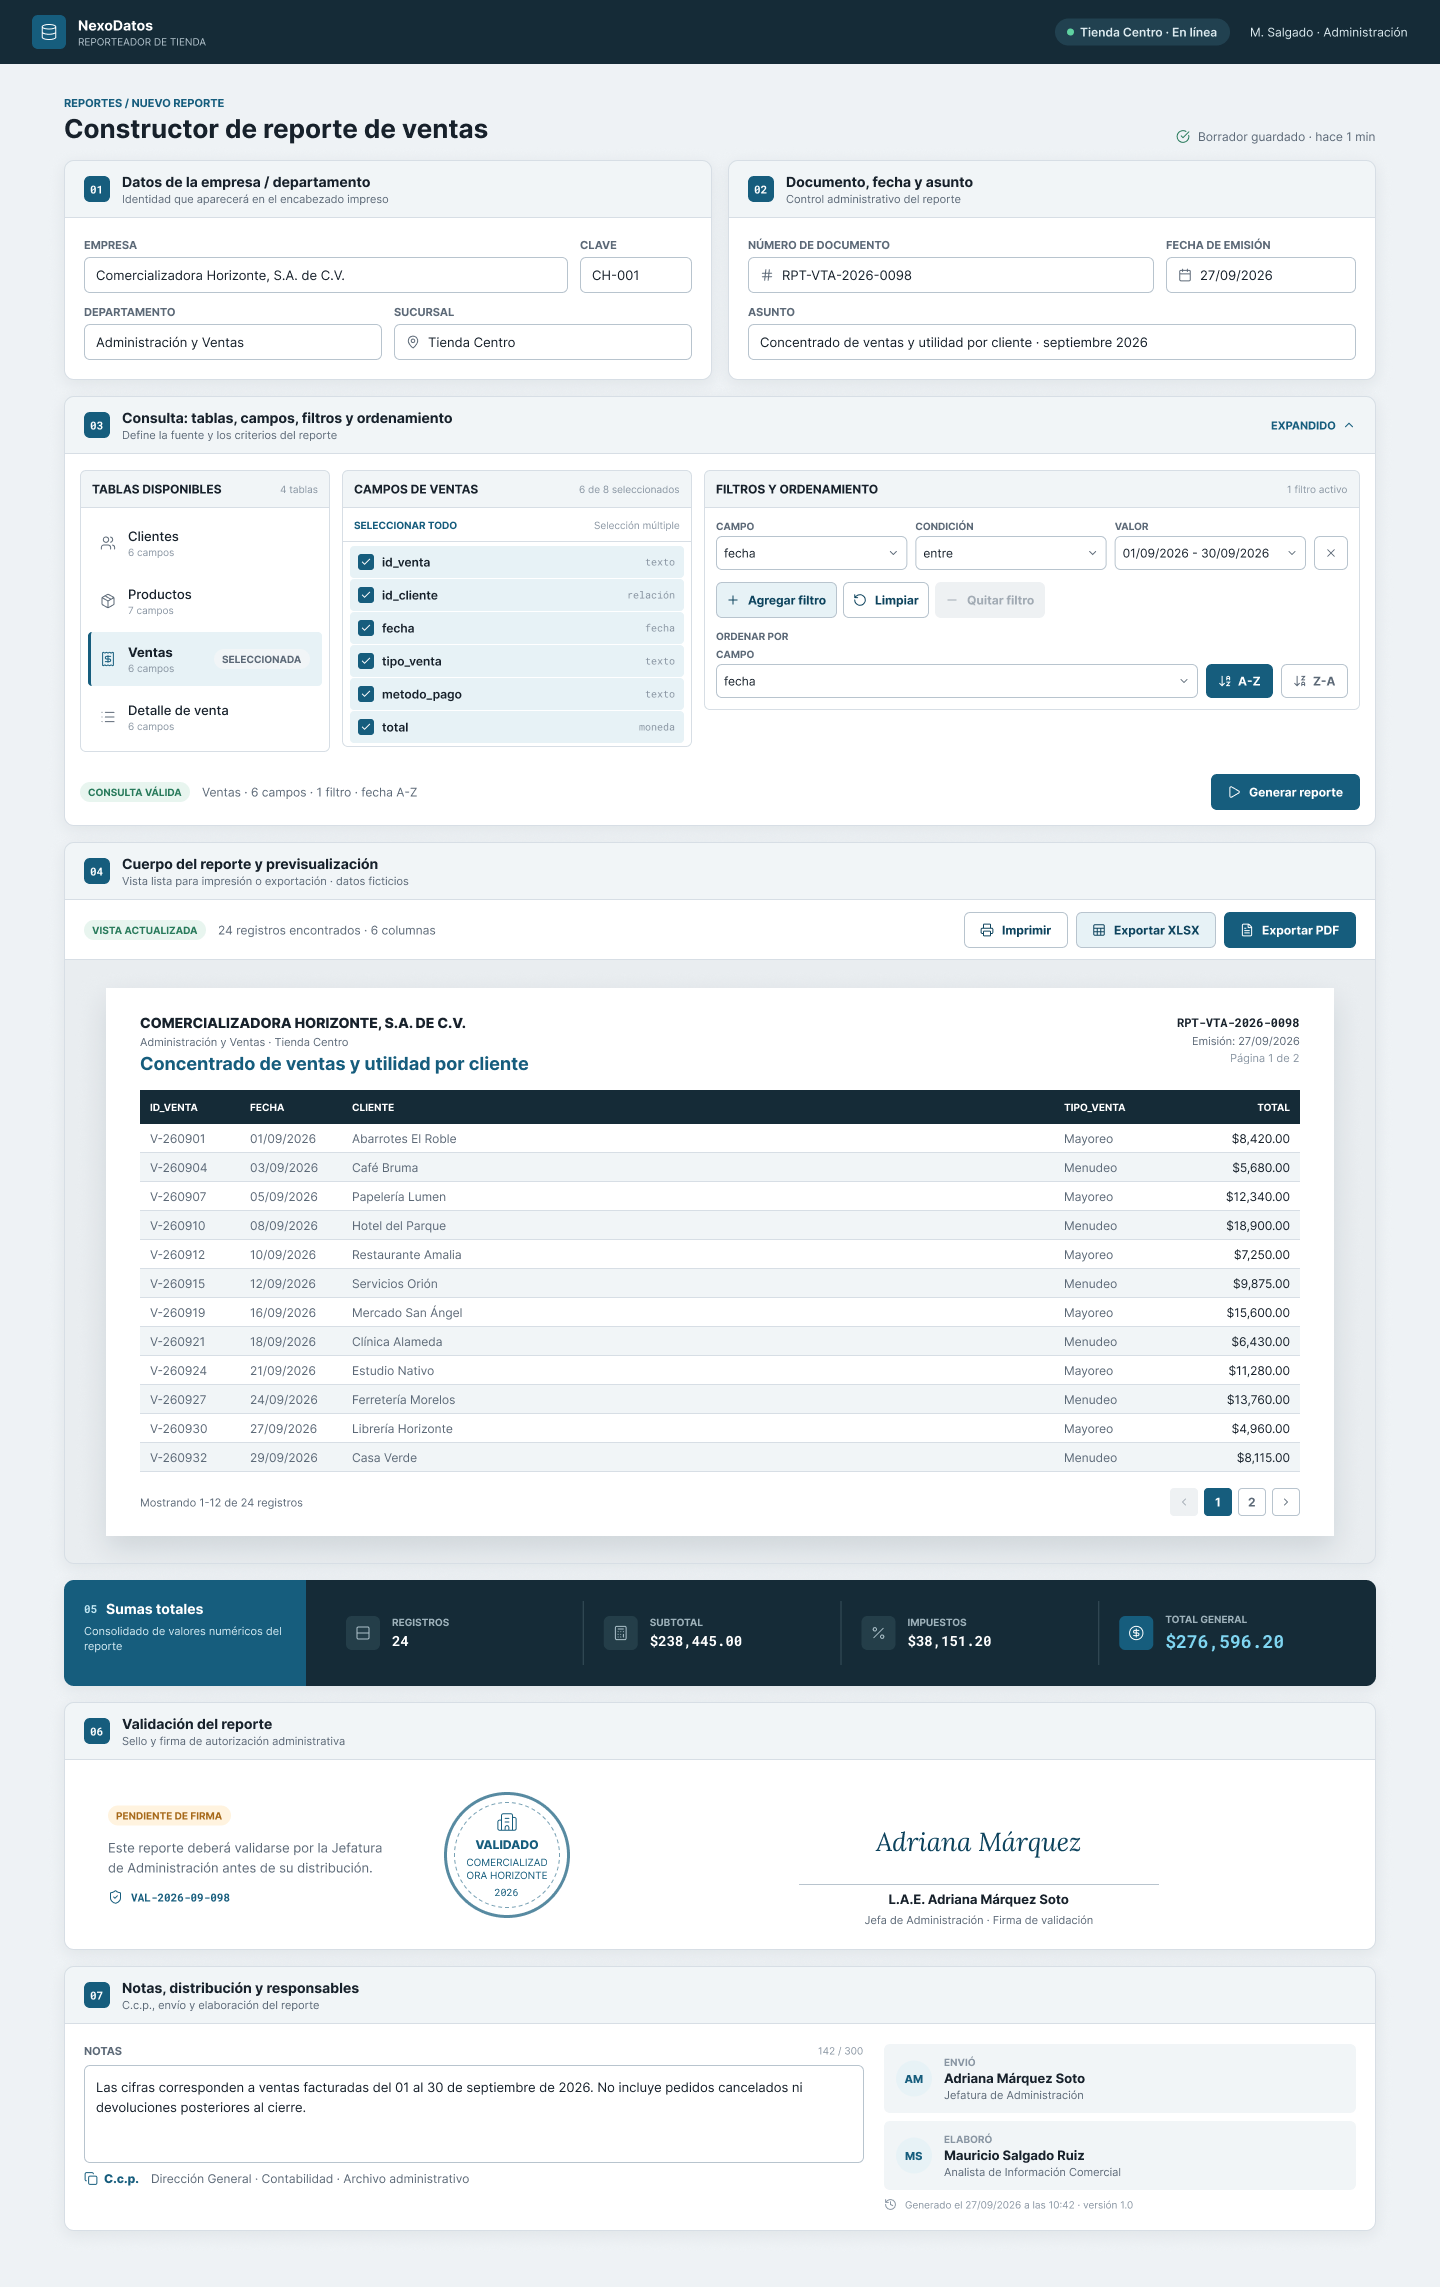 NexoDatos
REPORTEADOR DE TIENDA
Tienda Centro · En línea
M. Salgado · Administración
REPORTES / NUEVO REPORTE
Constructor de reporte de ventas
Borrador guardado · hace 1 min
01
Datos de la empresa / departamento
Identidad que aparecerá en el encabezado impreso
EMPRESA
CLAVE
Comercializadora Horizonte, S.A. de C.V.
CH-001
DEPARTAMENTO
SUCURSAL
Administración y Ventas
Tienda Centro
02
Documento, fecha y asunto
Control administrativo del reporte
NÚMERO DE DOCUMENTO
FECHA DE EMISIÓN
RPT-VTA-2026-0098
27/09/2026
ASUNTO
Concentrado de ventas y utilidad por cliente · septiembre 2026
03
Consulta: tablas, campos, filtros y ordenamiento
Define la fuente y los criterios del reporte
EXPANDIDO
TABLAS DISPONIBLES
4 tablas
Clientes
6 campos
Productos
7 campos
Ventas
6 campos
SELECCIONADA
Detalle de venta
6 campos
CAMPOS DE VENTAS
6 de 8 seleccionados
SELECCIONAR TODO
Selección múltiple
id_venta texto
id_cliente relación
fecha fecha
tipo_venta texto
metodo_pago texto
total moneda
FILTROS Y ORDENAMIENTO
1 filtro activo
CAMPO CONDICIÓN VALOR
fecha entre 01/09/2026 - 30/09/2026
Agregar filtro
Limpiar
Quitar filtro
ORDENAR POR
CAMPO
fecha
A-Z
Z-A
CONSULTA VÁLIDA
Ventas · 6 campos · 1 filtro · fecha A-Z
Generar reporte
04
Cuerpo del reporte y previsualización
Vista lista para impresión o exportación · datos ficticios
VISTA ACTUALIZADA
24 registros encontrados · 6 columnas
Imprimir
Exportar XLSX
Exportar PDF
COMERCIALIZADORA HORIZONTE, S.A. DE C.V.
Administración y Ventas · Tienda Centro
Concentrado de ventas y utilidad por cliente
RPT-VTA-2026-0098
Emisión: 27/09/2026
Página 1 de 2
ID_VENTA FECHA CLIENTE TIPO_VENTA TOTAL
V-260901 01/09/2026 Abarrotes El Roble Mayoreo $8,420.00
V-260904 03/09/2026 Café Bruma Menudeo $5,680.00
V-260907 05/09/2026 Papelería Lumen Mayoreo $12,340.00
V-260910 08/09/2026 Hotel del Parque Menudeo $18,900.00
V-260912 10/09/2026 Restaurante Amalia Mayoreo $7,250.00
V-260915 12/09/2026 Servicios Orión Menudeo $9,875.00
V-260919 16/09/2026 Mercado San Ángel Mayoreo $15,600.00
V-260921 18/09/2026 Clínica Alameda Menudeo $6,430.00
V-260924 21/09/2026 Estudio Nativo Mayoreo $11,280.00
V-260927 24/09/2026 Ferretería Morelos Menudeo $13,760.00
V-260930 27/09/2026 Librería Horizonte Mayoreo $4,960.00
V-260932 29/09/2026 Casa Verde Menudeo $8,115.00
Mostrando 1-12 de 24 registros
1 2
05 Sumas totales
Consolidado de valores numéricos del
reporte
REGISTROS
24
SUBTOTAL
$238,445.00
IMPUESTOS
$38,151.20
TOTAL GENERAL
$276,596.20
06
Validación del reporte
Sello y firma de autorización administrativa
PENDIENTE DE FIRMA
Este reporte deberá validarse por la Jefatura
de Administración antes de su distribución.
VAL-2026-09-098
VALIDADO
COMERCIALIZAD
ORA HORIZONTE
2026
Adriana Márquez
L.A.E. Adriana Márquez Soto
Jefa de Administración · Firma de validación
07
Notas, distribución y responsables
C.c.p., envío y elaboración del reporte
NOTAS
142 / 300
Las cifras corresponden a ventas facturadas del 01 al 30 de septiembre de 2026. No incluye pedidos cancelados ni
devoluciones posteriores al cierre.
C.c.p. Dirección General · Contabilidad · Archivo administrativo
AM
ENVIÓ
Adriana Márquez Soto
Jefatura de Administración
MS
ELABORÓ
Mauricio Salgado Ruiz
Analista de Información Comercial
Generado el 27/09/2026 a las 10:42 · versión 1.0